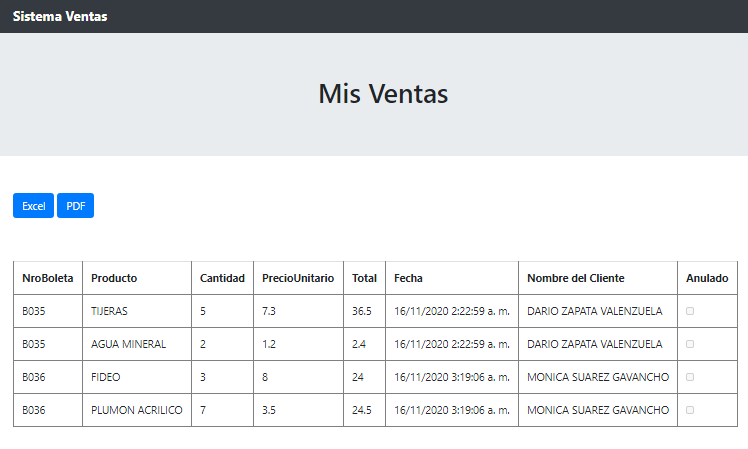 Sistema Ventas
Mis Ventas
Excel PDF
NroBoleta Producto Cantidad PrecioUnitario Total Fecha Nombre del Cliente Anulado
B035 TIJERAS 5 7.3 36.5 16/11/2020 2:22:59 a. m. DARIO ZAPATA VALENZUELA
B035 AGUA MINERAL 2 1.2 2.4 16/11/2020 2:22:59 a. m. DARIO ZAPATA VALENZUELA
B036 FIDEO 3 8 24 16/11/2020 3:19:06 a. m. MONICA SUAREZ GAVANCHO
B036 PLUMON ACRILICO 7 3.5 24.5 16/11/2020 3:19:06 a. m. MONICA SUAREZ GAVANCHO